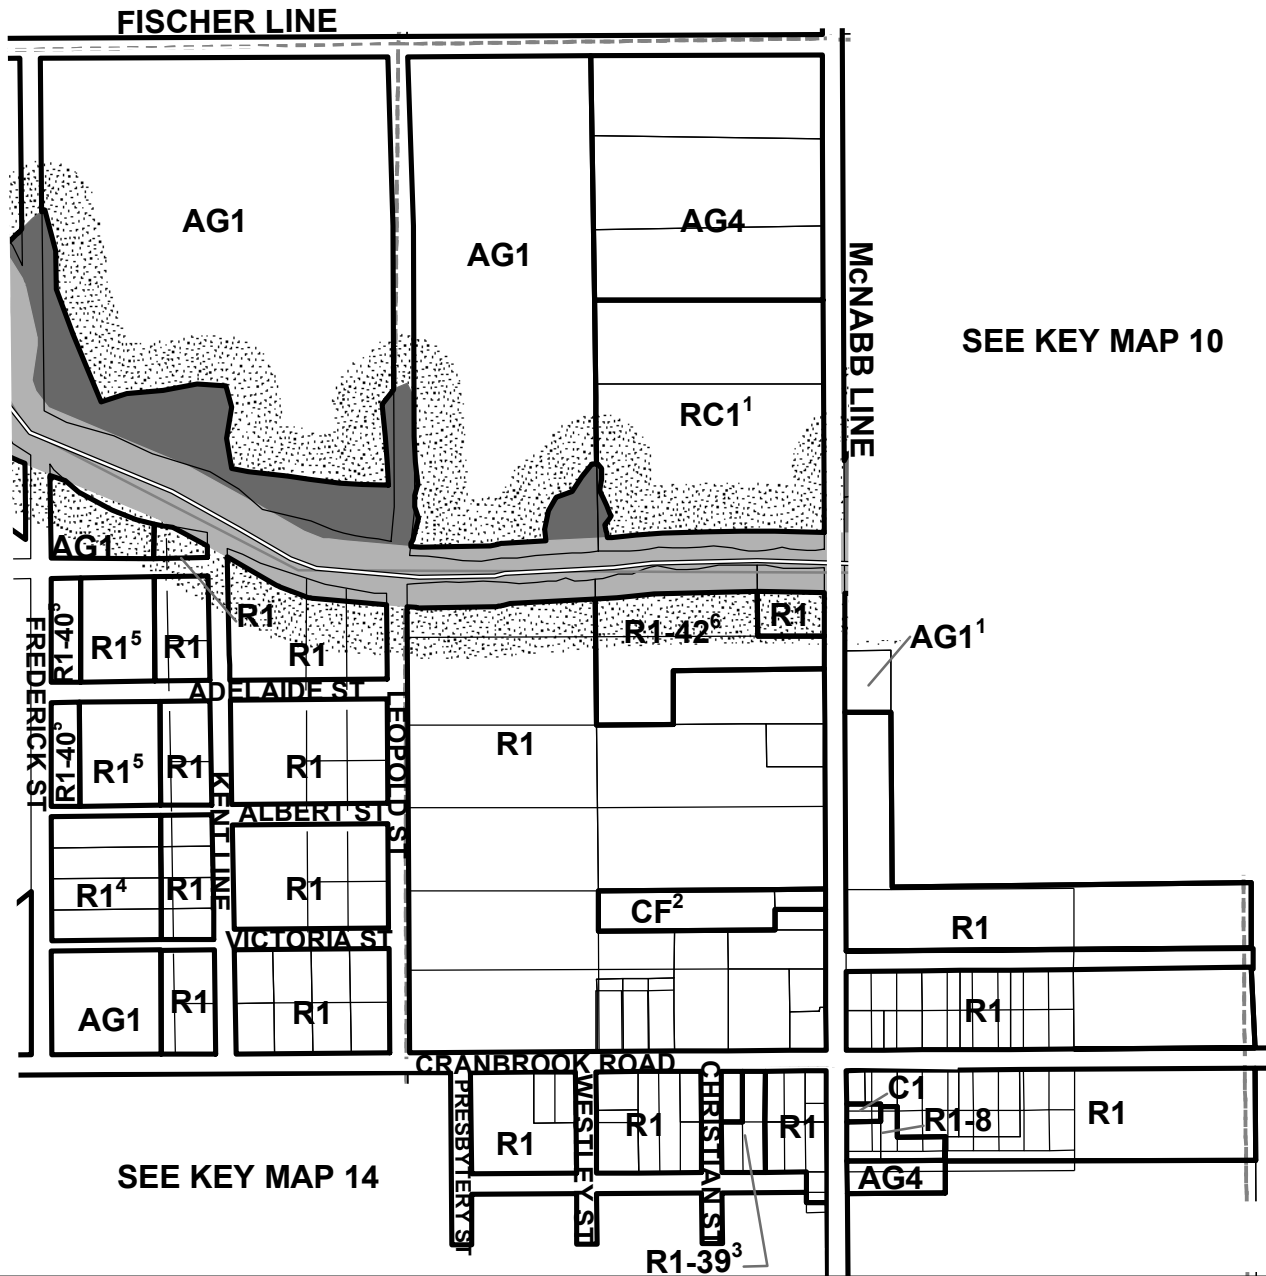 FISCHER LINE
AG1
AG1
AG4
McNABB LINE
SEE KEY MAP 10
RC1¹
AG1
R1
R1-42⁶
R1
AG1¹
FREDERICK ST
R1-40⁵
R1⁵
R1
R1
ADELAIDE ST
LEOPOLD ST
R1-40⁵
R1⁵
R1
R1
R1
KENT LINE
ALBERT ST
R1⁴
R1
R1
CF²
R1
VICTORIA ST
AG1
R1
R1
R1
CRANBROOK ROAD
PRESBYTERY ST
WESTLEY ST
CHRISTIAN ST
C1
R1-8
R1
R1
R1
R1
AG4
SEE KEY MAP 14
R1-39³